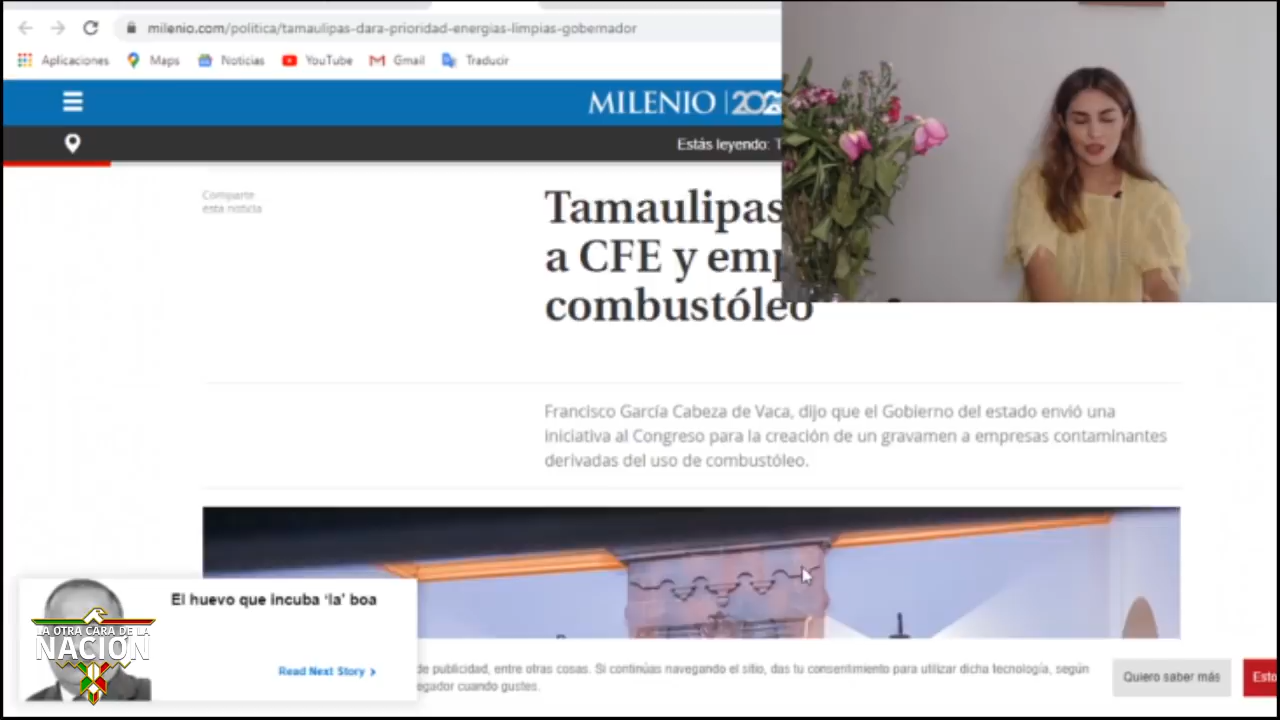 milenio.com/politica/tamaulipas-dara-prioridad-energias-limpias-gobernador
Aplicaciones Maps Noticias YouTube Gmail Traducir
MILENIO
Estás leyendo:
Comparte
esta noticia
Tamaulipas
a CFE y
combustóleo
Francisco García Cabeza de Vaca, dijo que el Gobierno del estado envió una
iniciativa al Congreso para la creación de un gravamen a empresas contaminantes
derivadas del uso de combustóleo.
El huevo que incuba ‘la’ boa
Read Next Story
LA OTRA CARA DE LA
NACIÓN
de publicidad, entre otras cosas. Si continúas navegando el sitio, das tu consentimiento para utilizar dicha tecnología, según
cuando gustes.
Quiero saber más